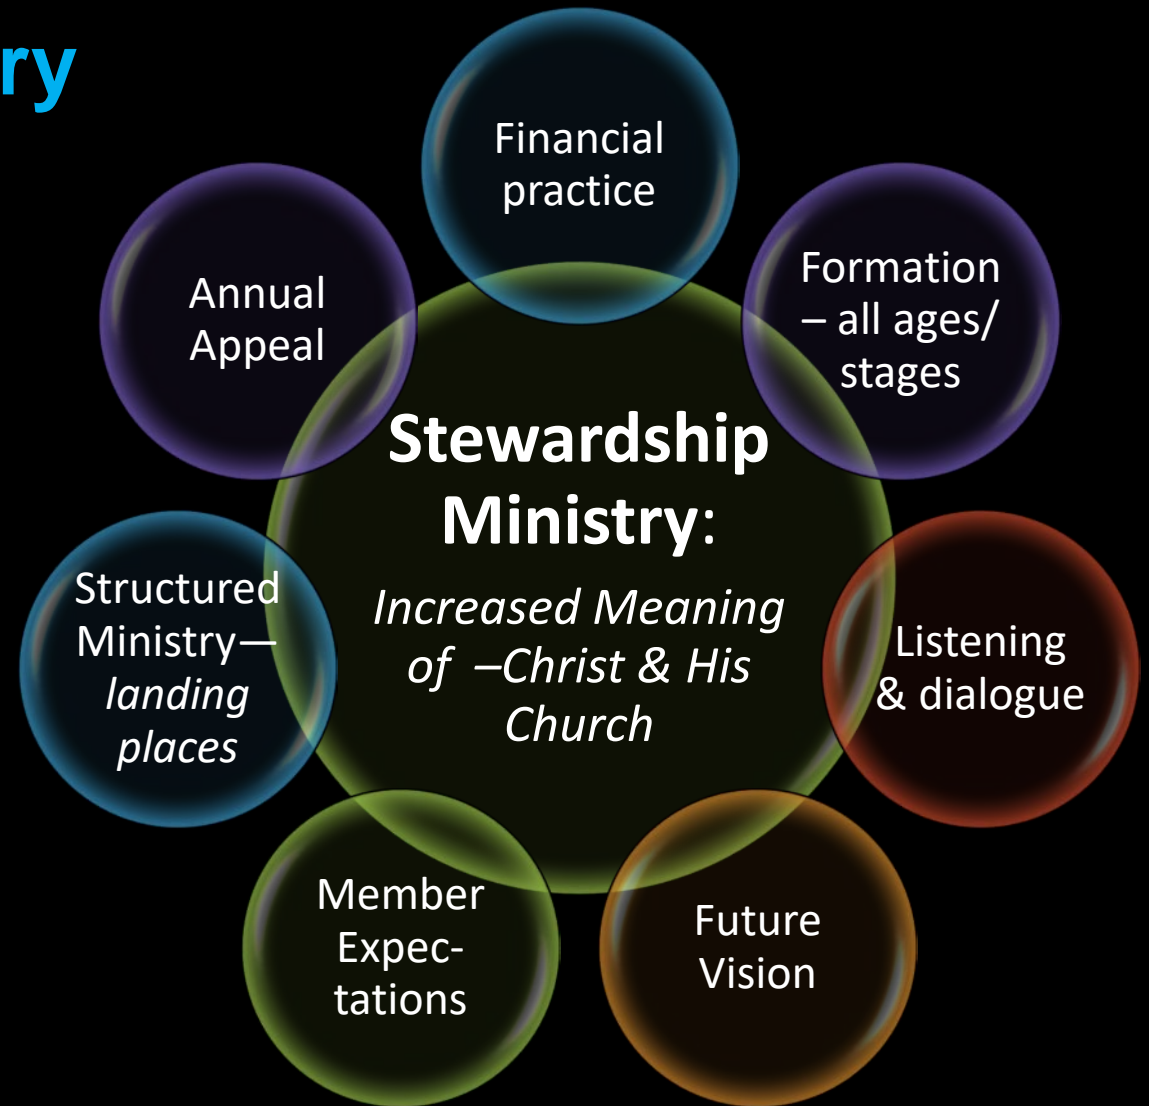 ry
Financial
practice
Formation
– all ages/
stages
Listening
& dialogue
Future
Vision
Member
Expec-
tations
Structured
Ministry—
landing
places
Annual
Appeal
Stewardship
Ministry:
Increased Meaning
of –Christ & His
Church